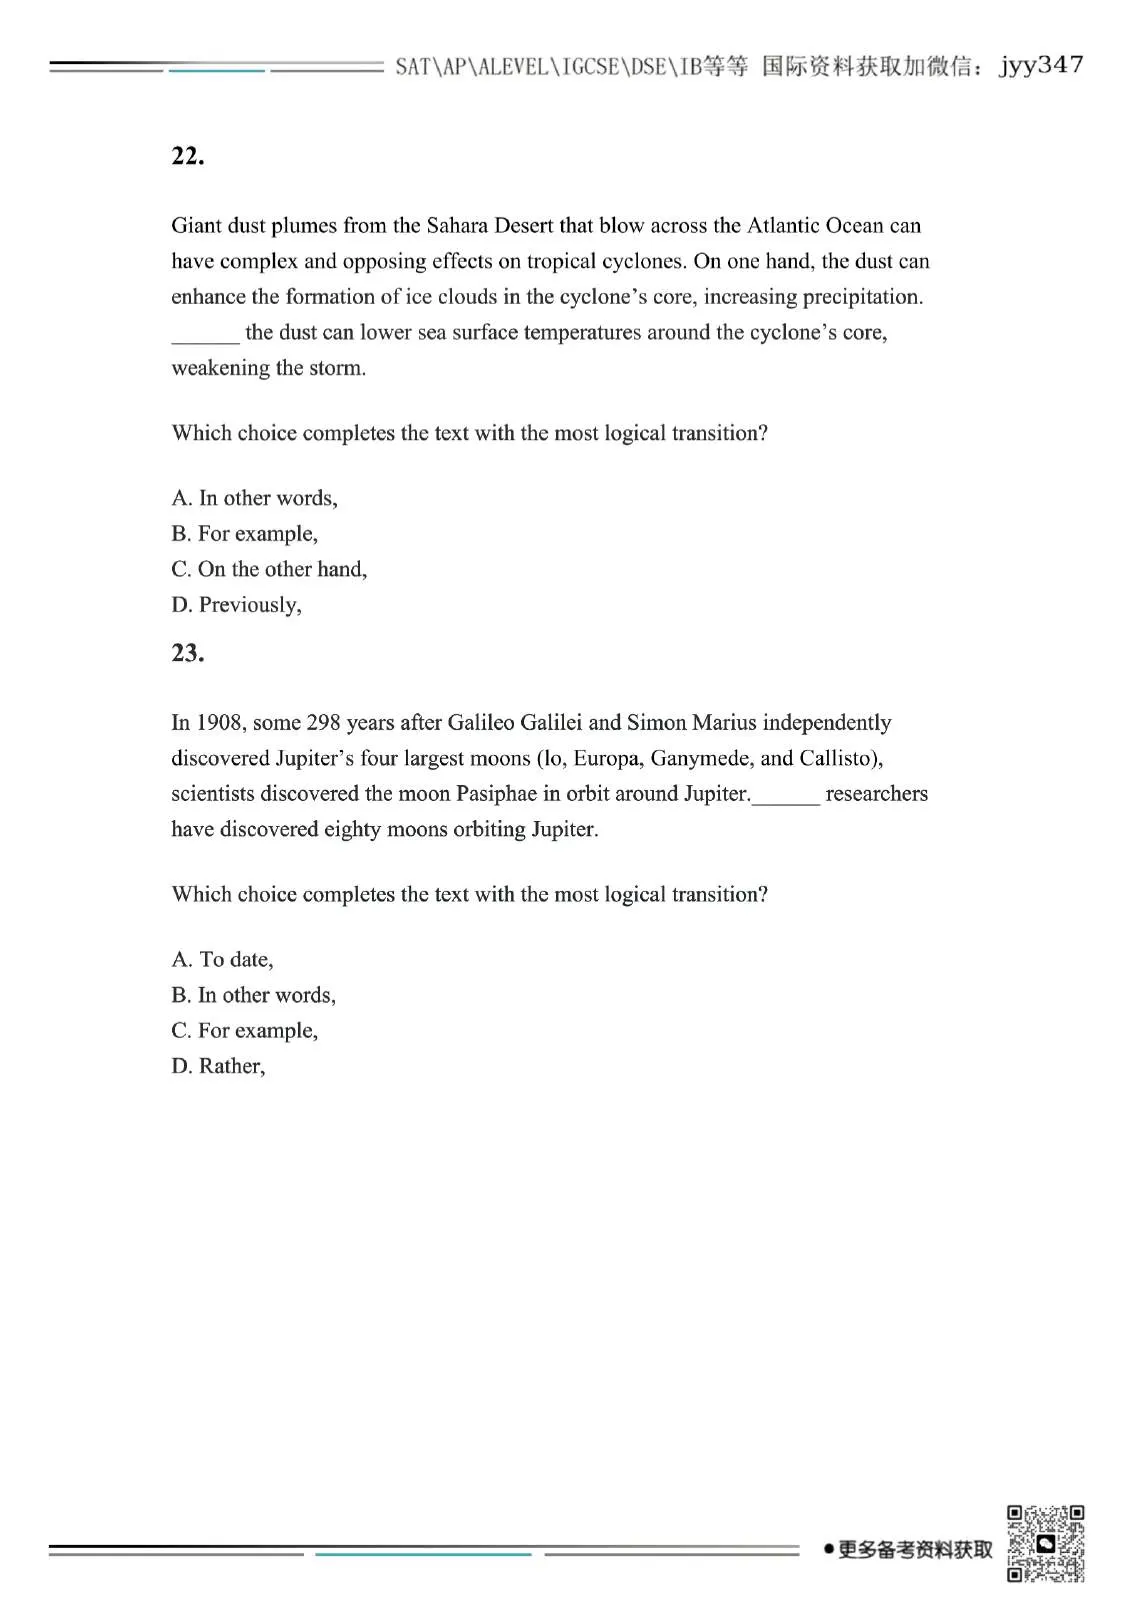 SAT\AP\ALEVEL\IGCSE\DSE\IB等等 国际资料获取加微信: jyy347
22.
Giant dust plumes from the Sahara Desert that blow across the Atlantic Ocean can
have complex and opposing effects on tropical cyclones. On one hand, the dust can
enhance the formation of ice clouds in the cyclone's core, increasing precipitation.
______ the dust can lower sea surface temperatures around the cyclone's core,
weakening the storm.
Which choice completes the text with the most logical transition?
A. In other words,
B. For example,
C. On the other hand,
D. Previously,
23.
In 1908, some 298 years after Galileo Galilei and Simon Marius independently
discovered Jupiter's four largest moons (lo, Europa, Ganymede, and Callisto),
scientists discovered the moon Pasiphae in orbit around Jupiter.______ researchers
have discovered eighty moons orbiting Jupiter.
Which choice completes the text with the most logical transition?
A. To date,
B. In other words,
C. For example,
D. Rather,
●更多备考资料获取